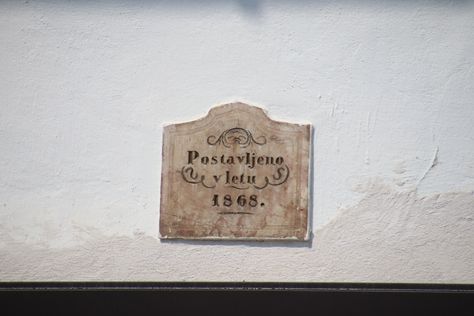 Postavljeno
v letu
1868.